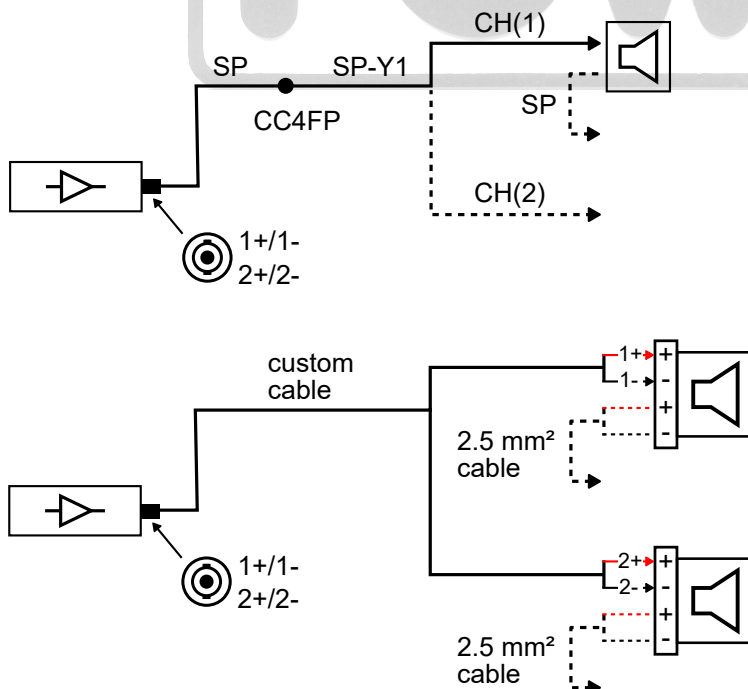 CH(1)
SP
SP-Y1
CC4FP
SP
CH(2)
1+/1-
2+/2-
custom
cable
1+
+
1-
-
+
-
2.5 mm²
cable
1+/1-
2+/2-
2+
+
2-
-
+
-
2.5 mm²
cable